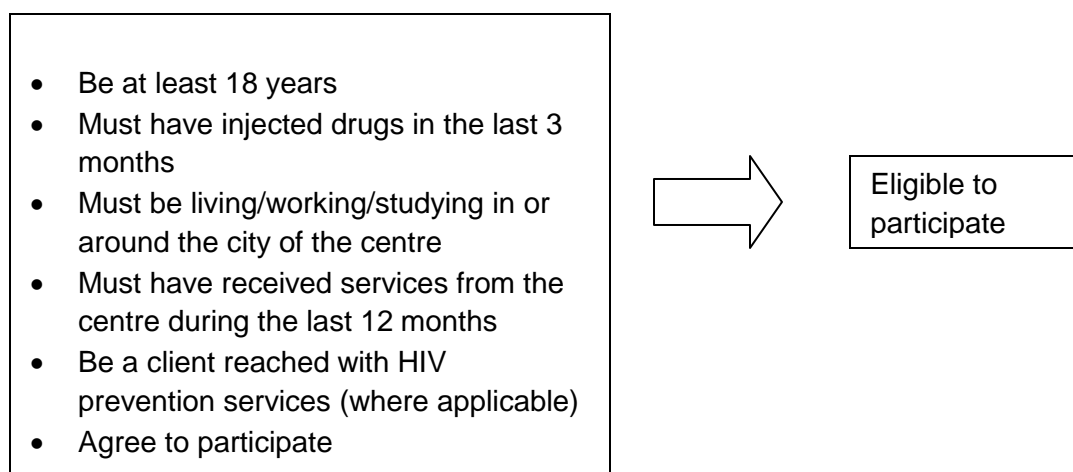 • Be at least 18 years
• Must have injected drugs in the last 3
months
• Must be living/working/studying in or
around the city of the centre
• Must have received services from the
centre during the last 12 months
• Be a client reached with HIV
prevention services (where applicable)
• Agree to participate
Eligible to
participate